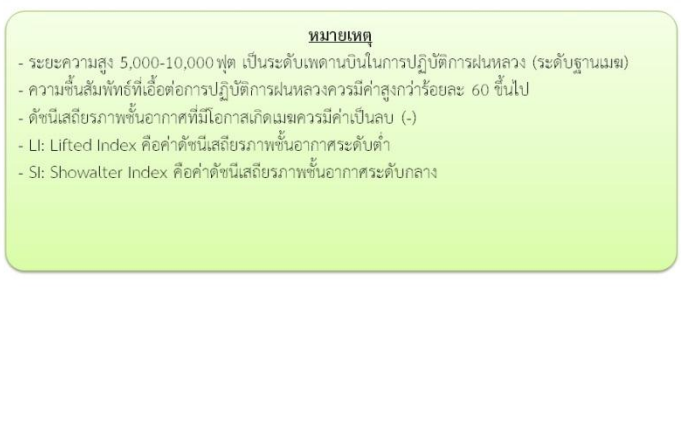 หมายเหตุ
- ระยะความสูง 5,000-10,000 ฟุต เป็นระดับเพดานบินในการปฏิบัติการฝนหลวง (ระดับฐานเมฆ)
- ความชื้นสัมพัทธ์ที่เอื้อต่อการปฏิบัติการฝนหลวงควรมีค่าสูงกว่าร้อยละ 60 ขึ้นไป
- ดัชนีเสถียรภาพชั้นอากาศที่มีโอกาสเกิดเมฆควรมีค่าเป็นลบ (-)
- LI: Lifted Index คือค่าดัชนีเสถียรภาพชั้นอากาศระดับต่ำ
- SI: Showalter Index คือค่าดัชนีเสถียรภาพชั้นอากาศระดับกลาง